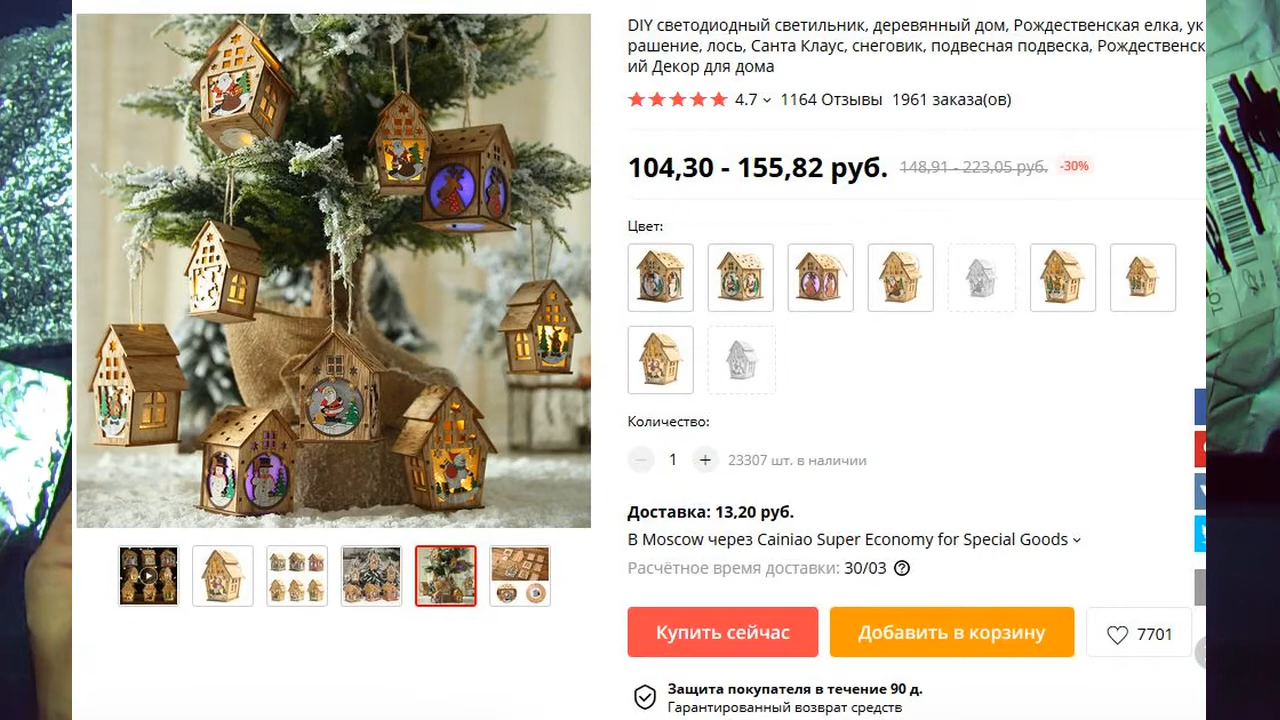 DIY светодиодный светильник, деревянный дом, Рождественская елка, ук
рашение, лось, Санта Клаус, снеговик, подвесная подвеска, Рождественск
ий Декор для дома
4.7 1164 Отзывы 1961 заказа(ов)
104,30 - 155,82 руб. 148,91 - 223,05 руб. -30%
Цвет:
Количество:
1 23307 шт. в наличии
Доставка: 13,20 руб.
В Moscow через Cainiao Super Economy for Special Goods
Расчётное время доставки: 30/03
Купить сейчас Добавить в корзину 7701
Защита покупателя в течение 90 д.
Гарантированный возврат средств